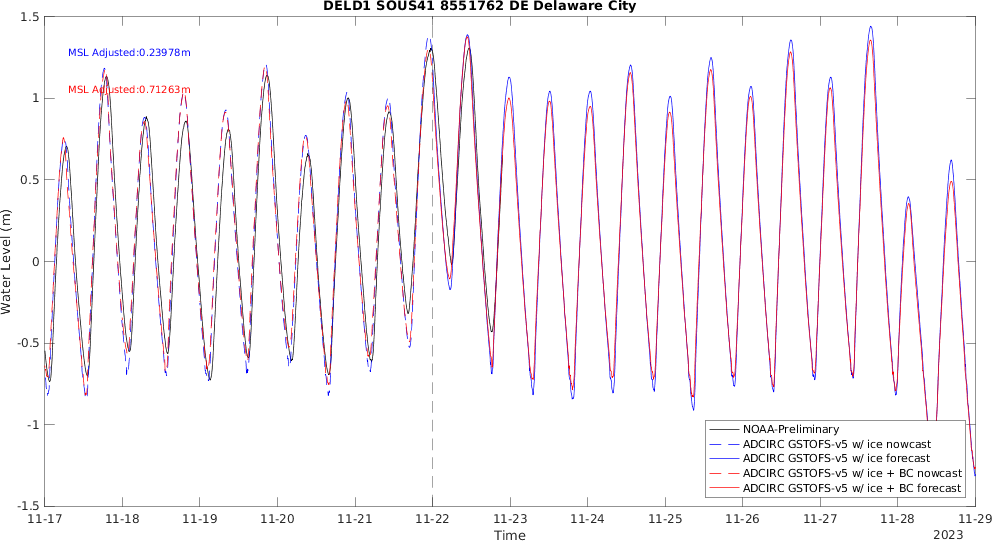 DELD1 SOUS41 8551762 DE Delaware City
1.5
1
0.5
0
-0.5
-1
-1.5
Water Level (m)
MSL Adjusted:0.23978m
MSL Adjusted:0.71263m
NOAA-Preliminary
ADCIRC GSTOFS-v5 w/ ice nowcast
ADCIRC GSTOFS-v5 w/ ice forecast
ADCIRC GSTOFS-v5 w/ ice + BC nowcast
ADCIRC GSTOFS-v5 w/ ice + BC forecast
11-17 11-18 11-19 11-20 11-21 11-22 11-23 11-24 11-25 11-26 11-27 11-28 11-29
Time
2023